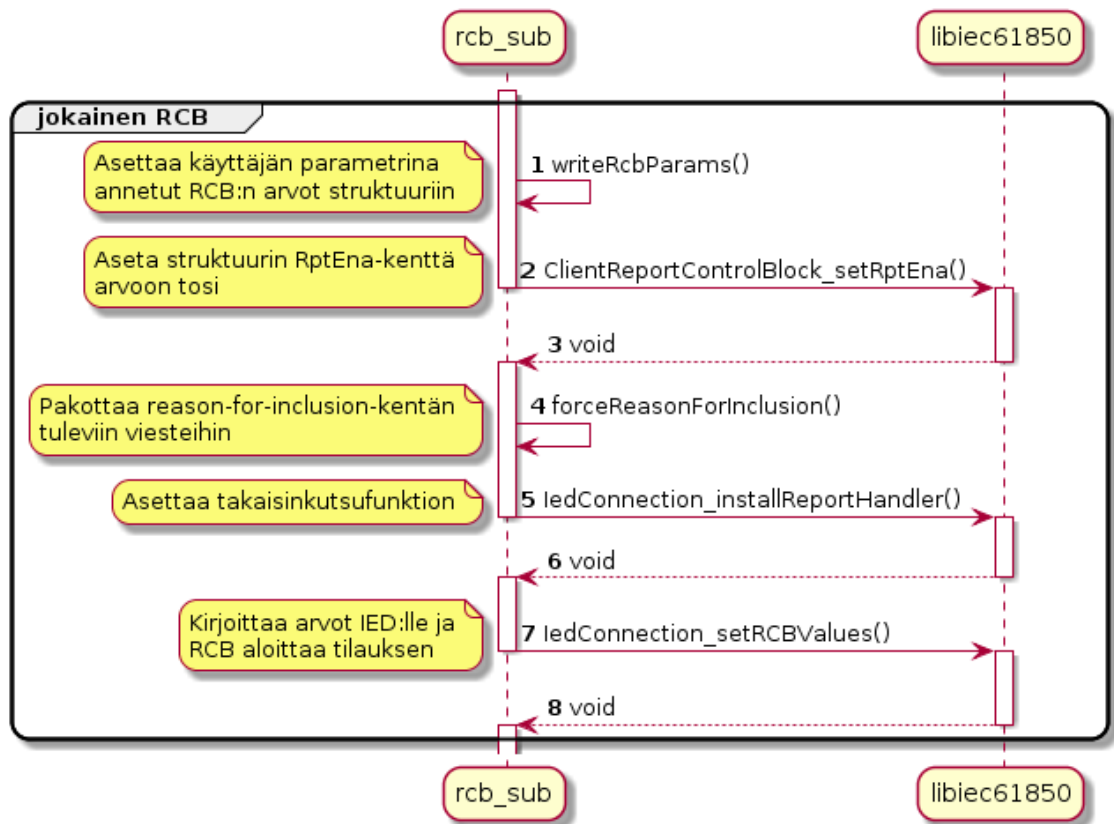 rcb_sub
libiec61850
jokainen RCB
Asettaa käyttäjän parametrina
annetut RCB:n arvot struktuuriin
1 writeRcbParams()
Aseta struktuurin RptEna-kenttä
arvoon tosi
2 ClientReportControlBlock_setRptEna()
3 void
Pakottaa reason-for-inclusion-kentän
tuleviin viesteihin
4 forceReasonForInclusion()
Asettaa takaisinkutsufunktion
5 IedConnection_installReportHandler()
6 void
Kirjoittaa arvot IED:lle ja
RCB aloittaa tilauksen
7 IedConnection_setRCBValues()
8 void
rcb_sub
libiec61850